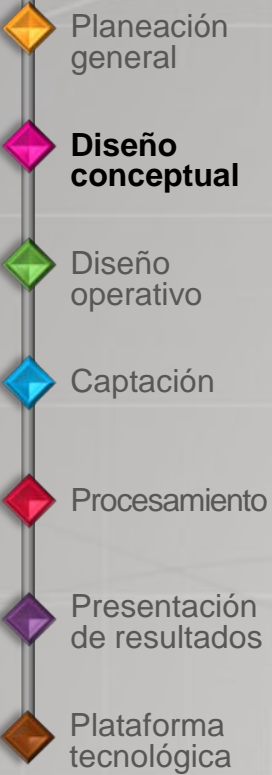 Planeación
general
Diseño
conceptual
Diseño
operativo
Captación
Procesamiento
Presentación
de resultados
Plataforma
tecnológica